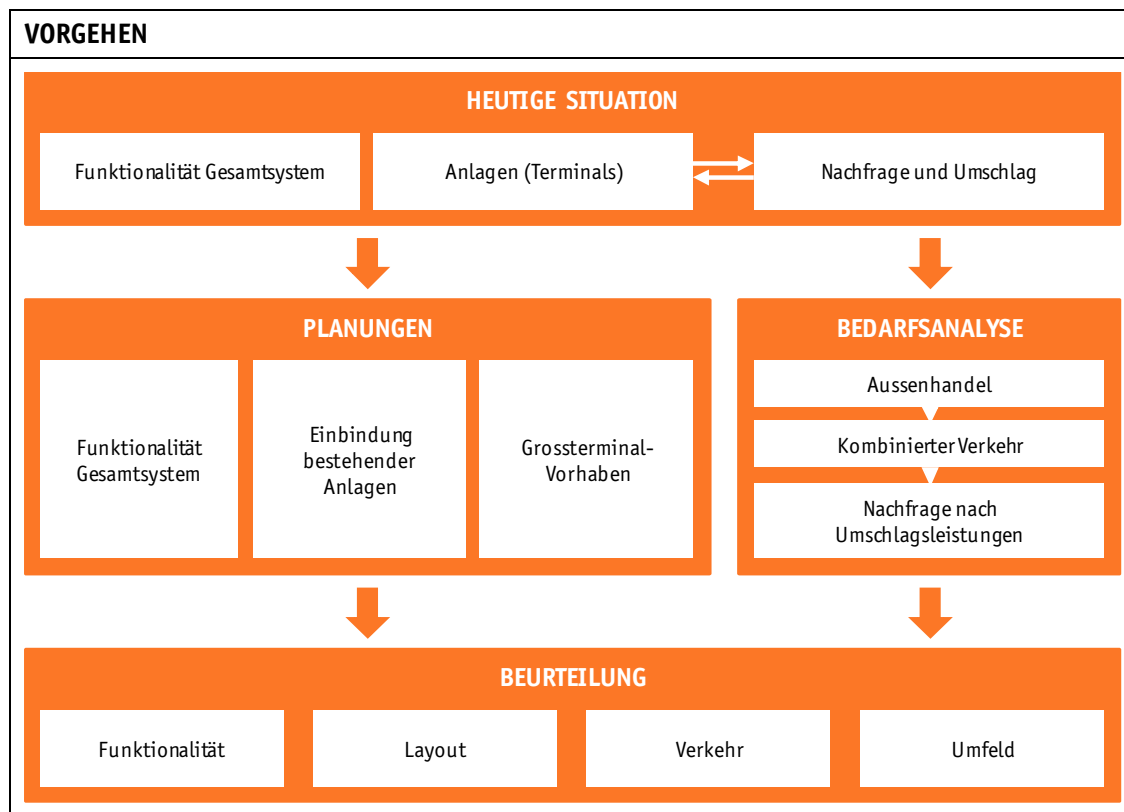 VORGEHEN
HEUTIGE SITUATION
Funktionalität Gesamtsystem
Anlagen (Terminals)
Nachfrage und Umschlag
PLANUNGEN
Funktionalität
Gesamtsystem
Einbindung
bestehender
Anlagen
Grossterminal-
Vorhaben
BEDARFSANALYSE
Aussenhandel
Kombinierter Verkehr
Nachfrage nach
Umschlagsleistungen
BEURTEILUNG
Funktionalität
Layout
Verkehr
Umfeld